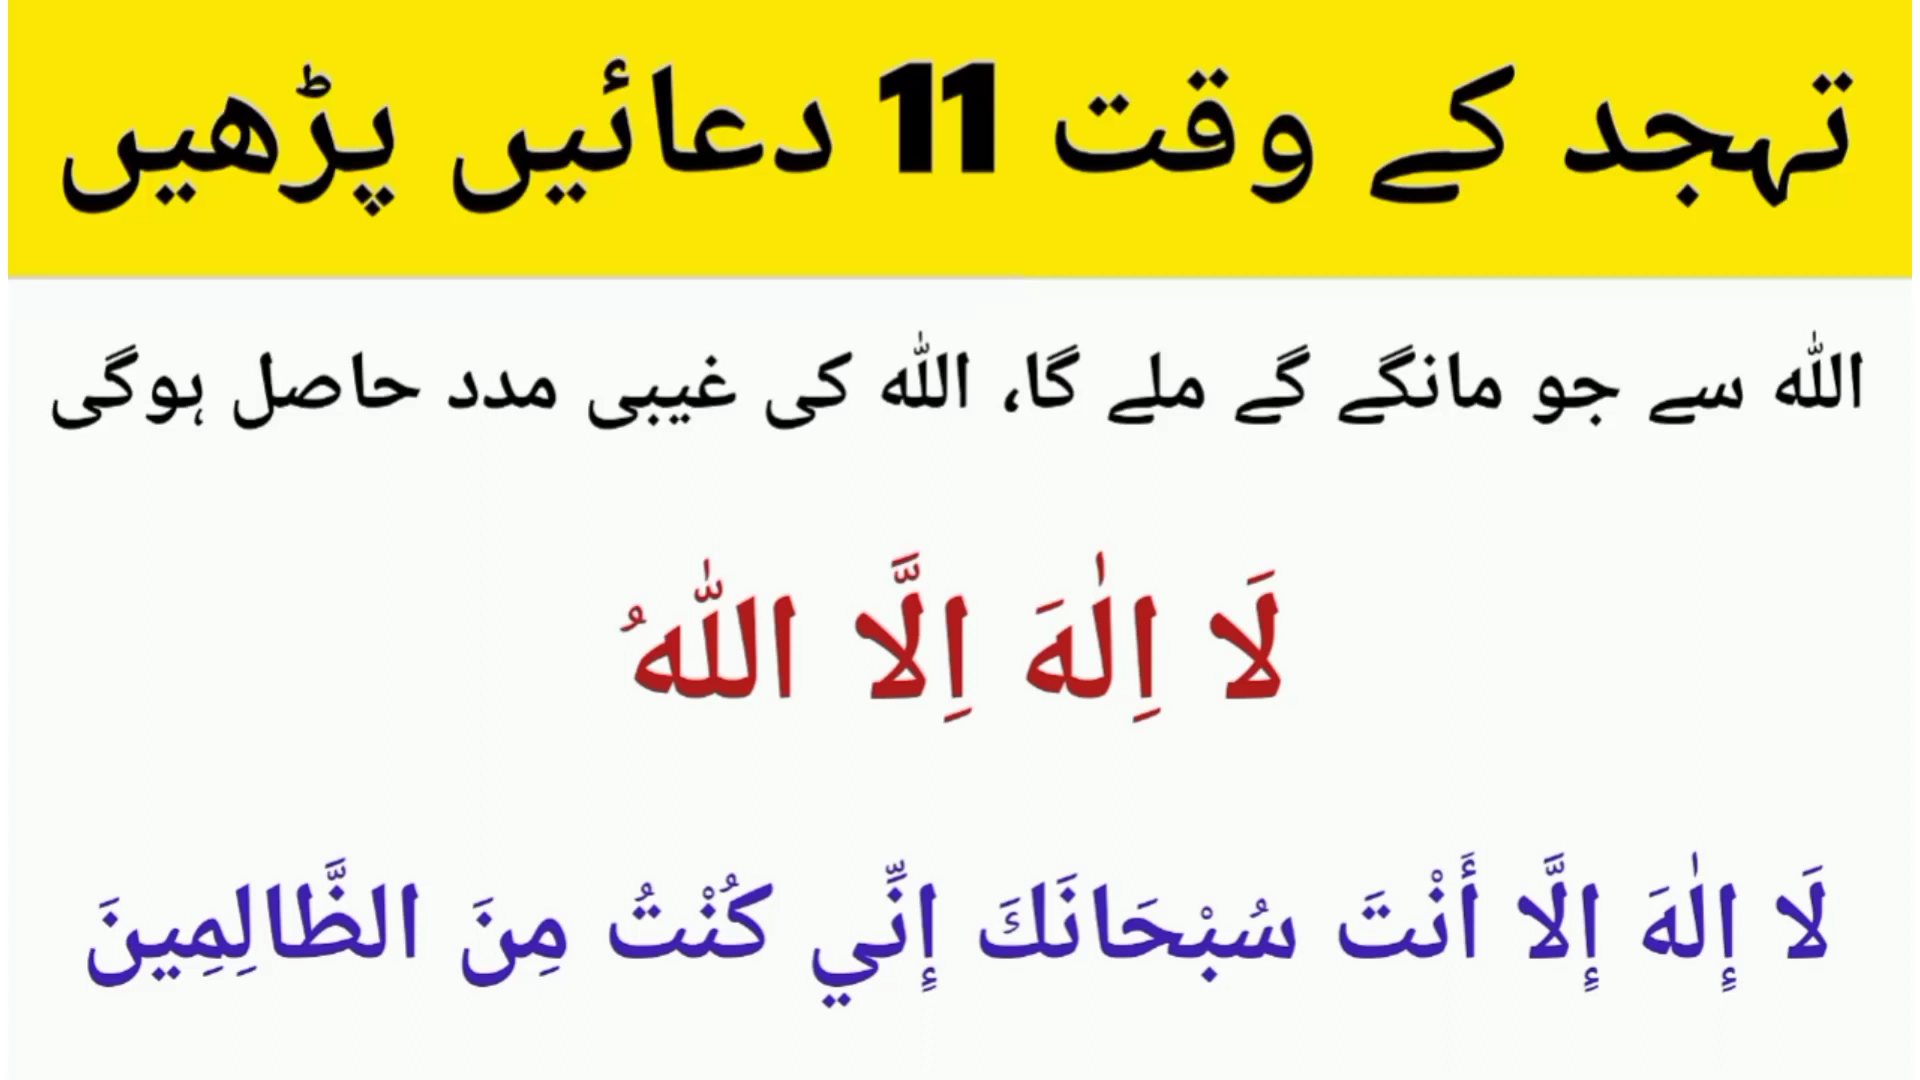 تہجد کے وقت 11 دعائیں پڑھیں
اللہ سے جو مانگے گے ملے گا، اللہ کی غیبی مدد حاصل ہوگی
لَا اِلٰهَ اِلَّا اللّٰهُ
لَا إِلٰهَ إِلَّا أَنْتَ سُبْحَانَكَ إِنِّي كُنْتُ مِنَ الظَّالِمِينَ